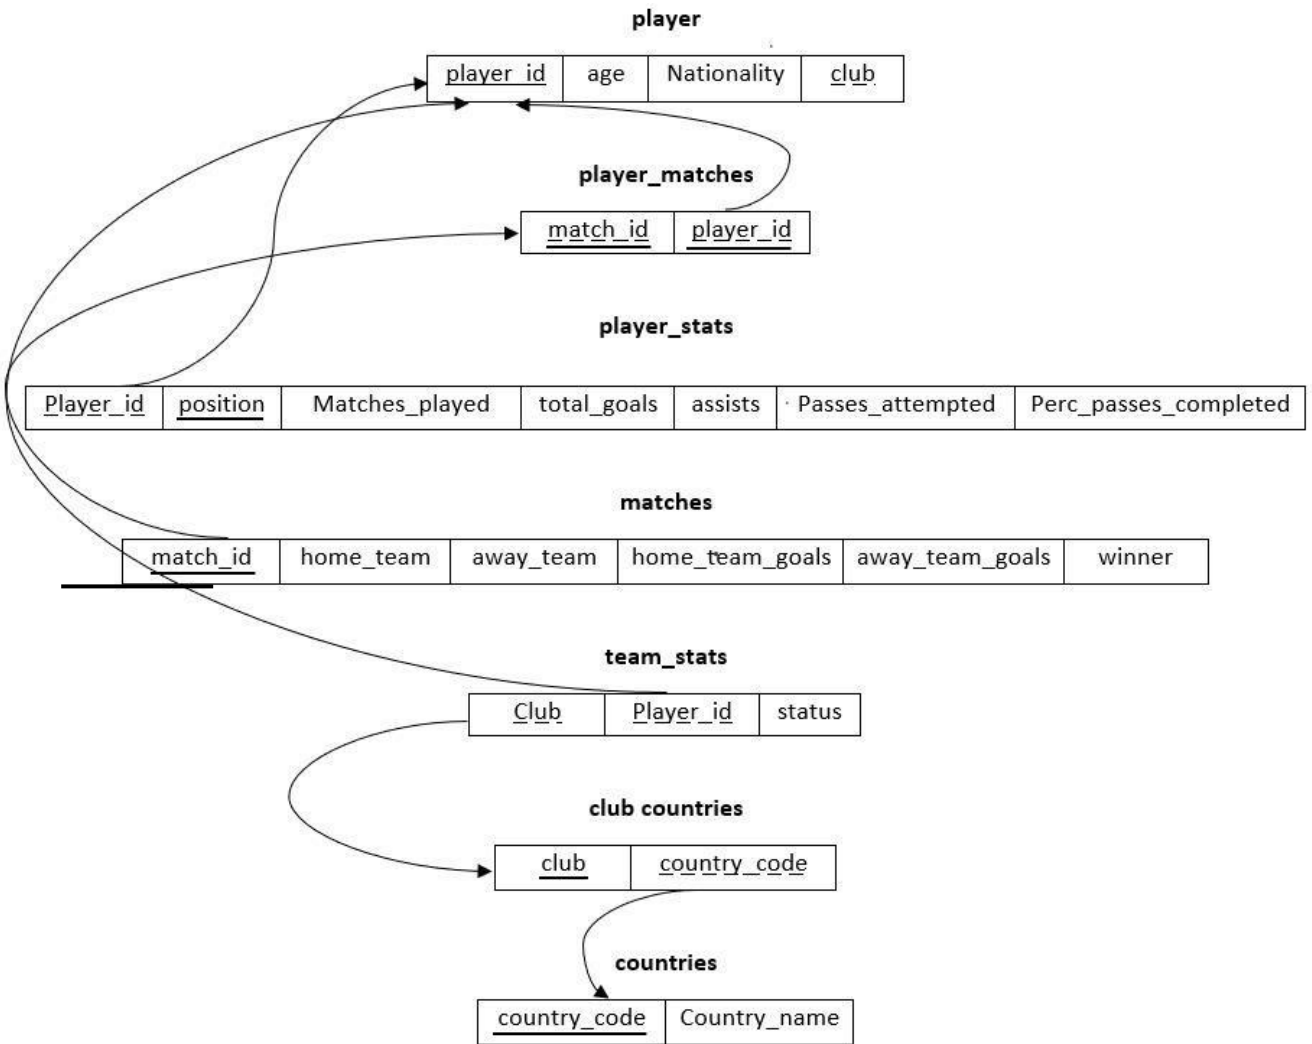 player
player_id age Nationality club
player_matches
match_id player_id
player_stats
Player_id position Matches_played total_goals assists Passes_attempted Perc_passes_completed
matches
match_id home_team away_team home_team_goals away_team_goals winner
team_stats
Club Player_id status
club countries
club country_code
countries
country_code Country_name